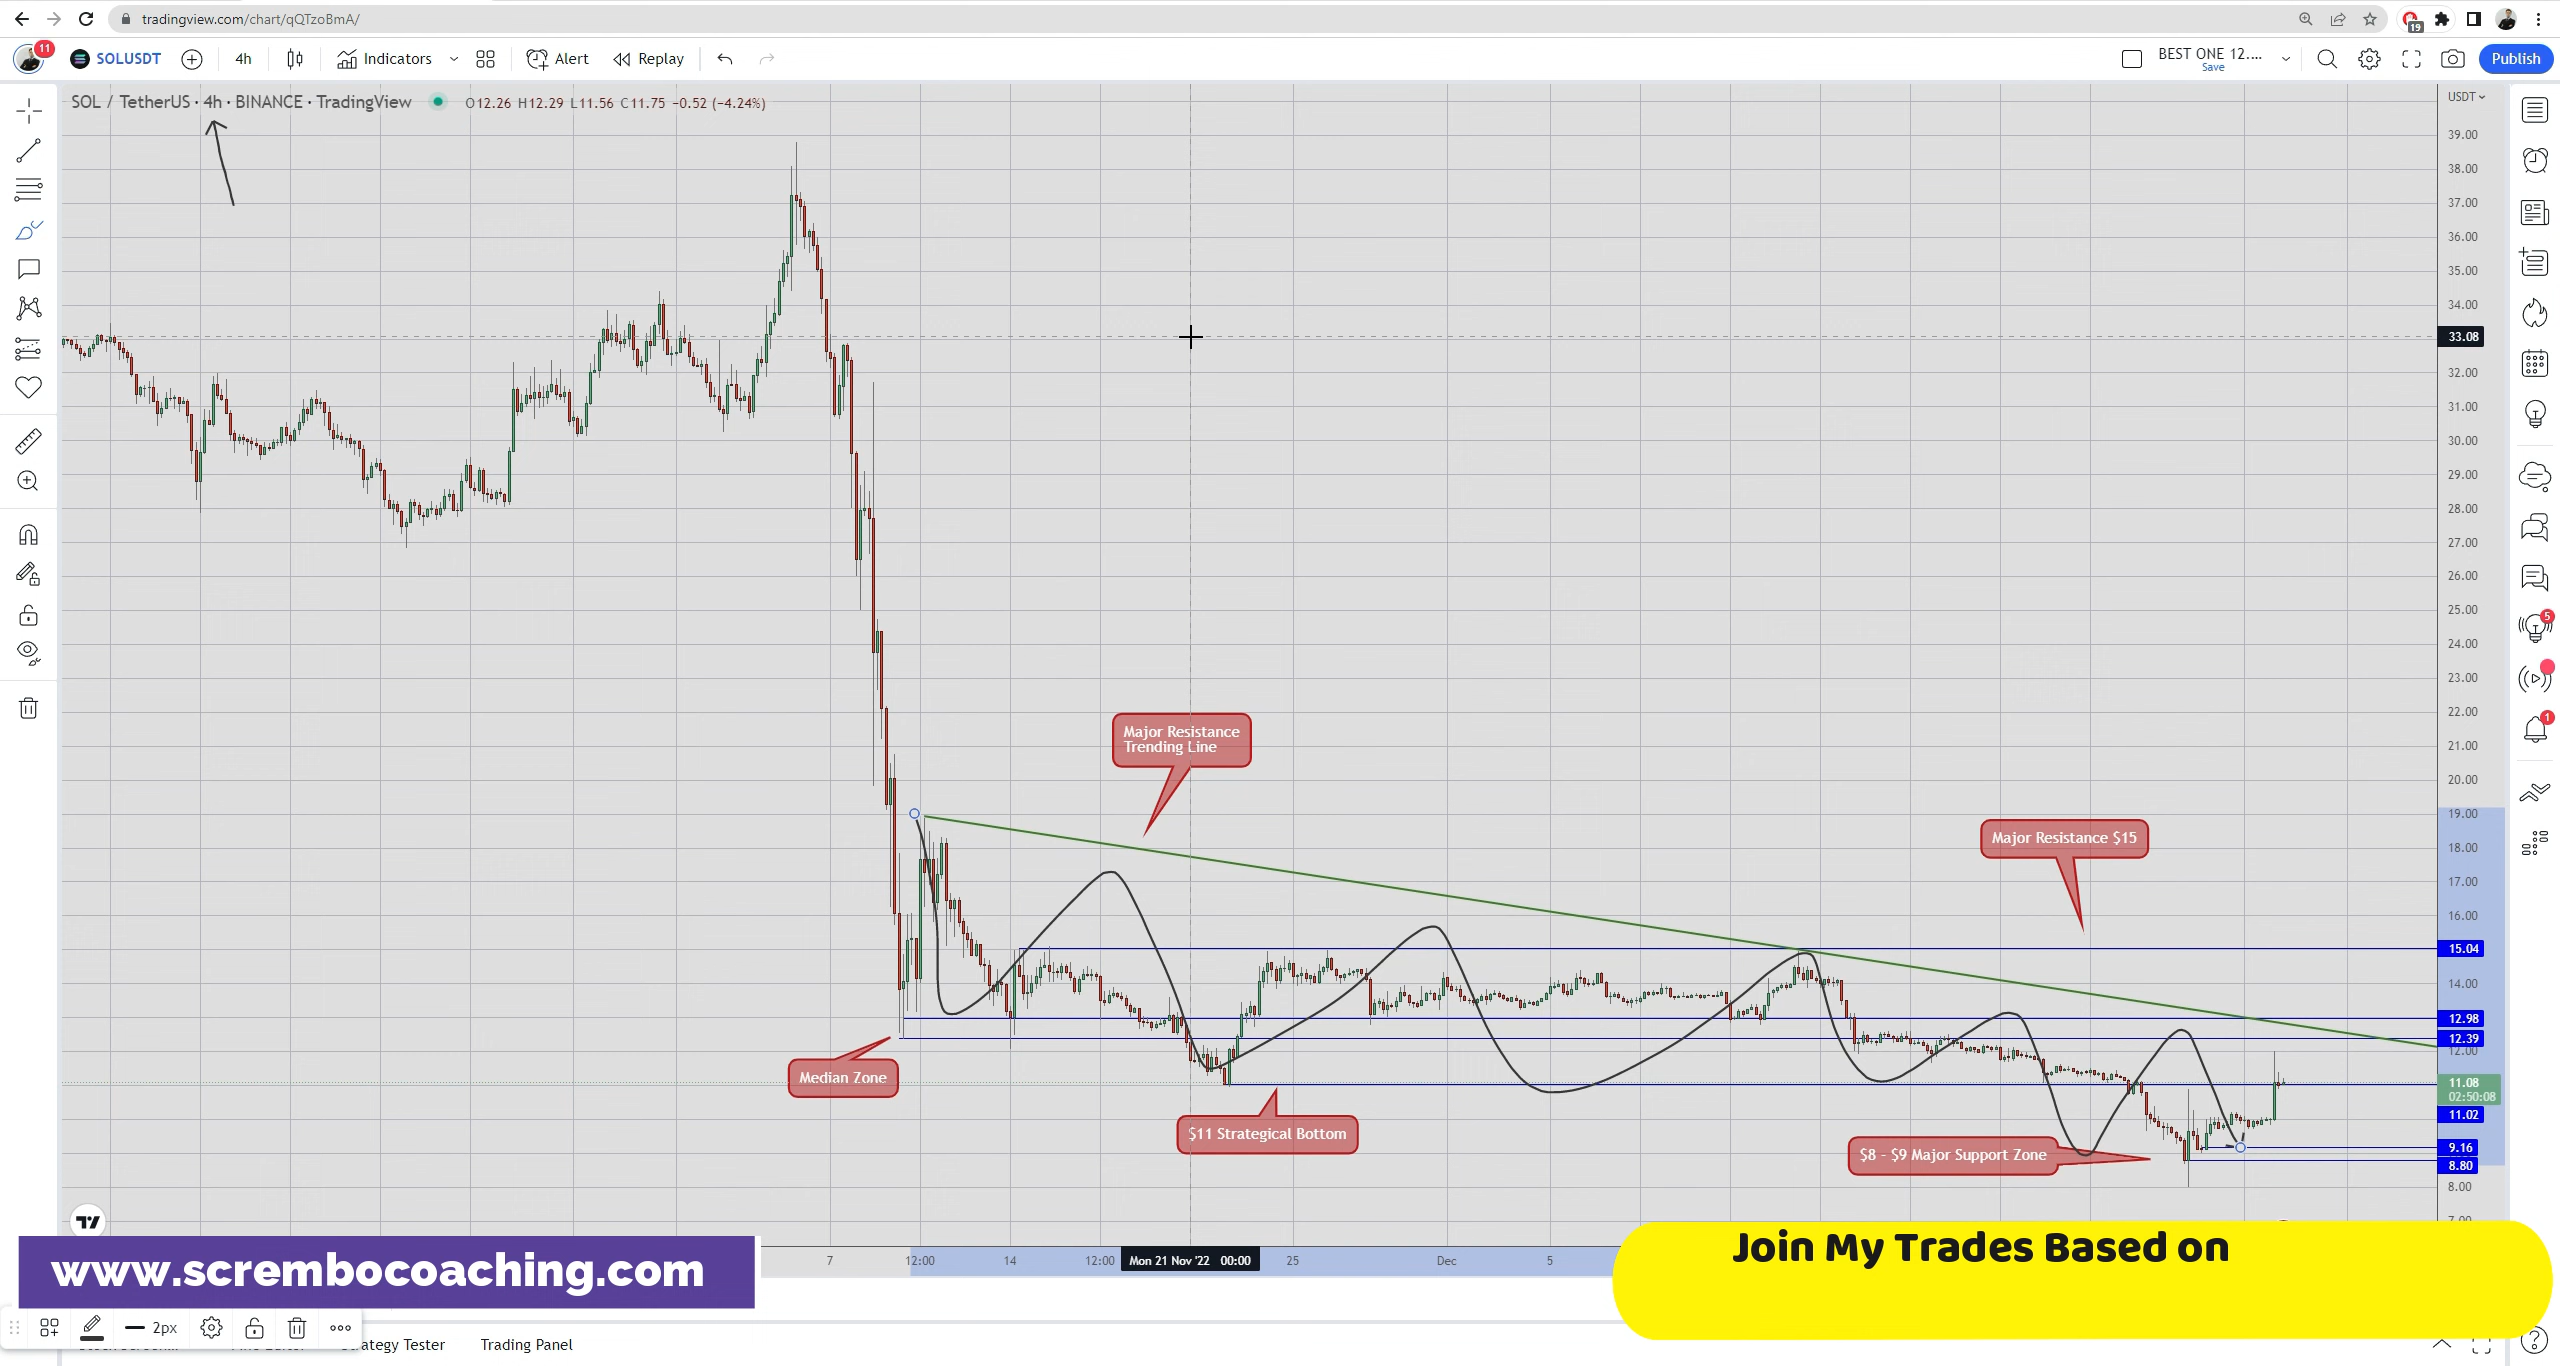 tradingview.com/chart/qQTzoBmA/
19
11
SOLUSDT
4h
Indicators
Alert
Replay
BEST ONE 12....
Save
Publish
SOL / TetherUS · 4h · BINANCE · TradingView
O12.26 H12.29 L11.56 C11.75 −0.52 (−4.24%)
USDT
39.00
38.00
37.00
36.00
35.00
34.00
33.08
32.00
31.00
30.00
29.00
28.00
27.00
26.00
25.00
24.00
23.00
22.00
21.00
20.00
19.00
18.00
17.00
16.00
15.04
14.00
12.98
12.39
12.00
11.08
02:50:08
11.02
9.16
8.80
8.00
7.00
5
1
Major Resistance
Trending Line
Major Resistance $15
Median Zone
$11 Strategical Bottom
$8 - $9 Major Support Zone
7
12:00
14
12:00
Mon 21 Nov '22 00:00
25
Dec
5
www.scrembocoaching.com
Join My Trades Based on
2px
Trading Panel